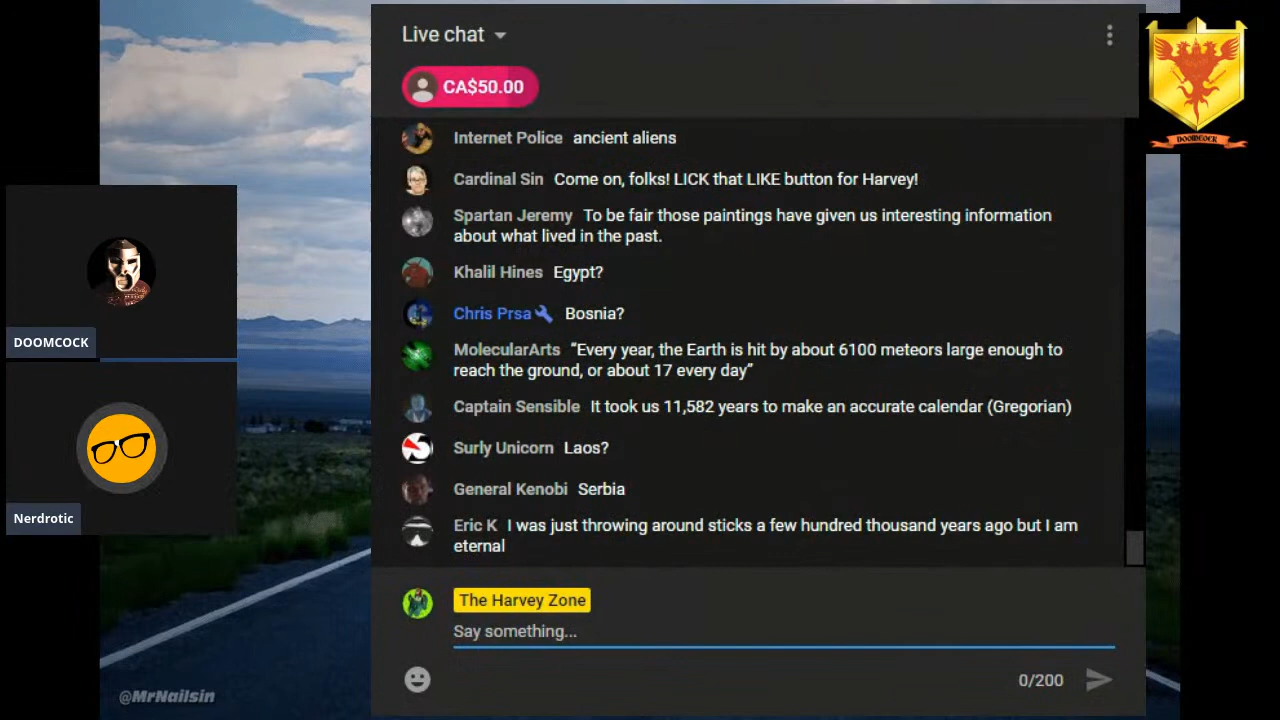 Live chat
CA$50.00
DOOMCOCK
Internet Police ancient aliens
Cardinal Sin Come on, folks! LICK that LIKE button for Harvey!
Spartan Jeremy To be fair those paintings have given us interesting information
about what lived in the past.
Khalil Hines Egypt?
Chris Prsa Bosnia?
MolecularArts “Every year, the Earth is hit by about 6100 meteors large enough to
reach the ground, or about 17 every day”
Captain Sensible It took us 11,582 years to make an accurate calendar (Gregorian)
Surly Unicorn Laos?
General Kenobi Serbia
Eric K I was just throwing around sticks a few hundred thousand years ago but I am
eternal
The Harvey Zone
Say something...
0/200
DOOMCOCK
Nerdrotic
@MrNailsin